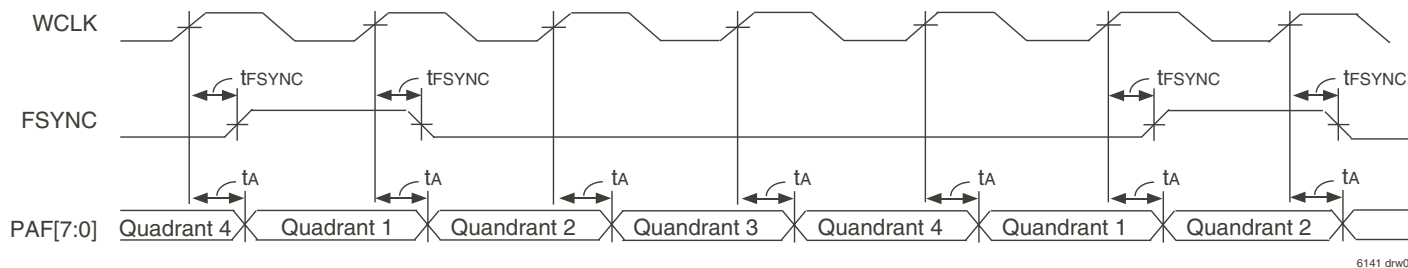 WCLK
tFSYNC tFSYNC tFSYNC tFSYNC
FSYNC
tA tA tA tA tA tA tA
PAF[7:0] Quadrant 4 Quadrant 1 Quandrant 2 Quandrant 3 Quandrant 4 Quandrant 1 Quandrant 2
6141 drw0